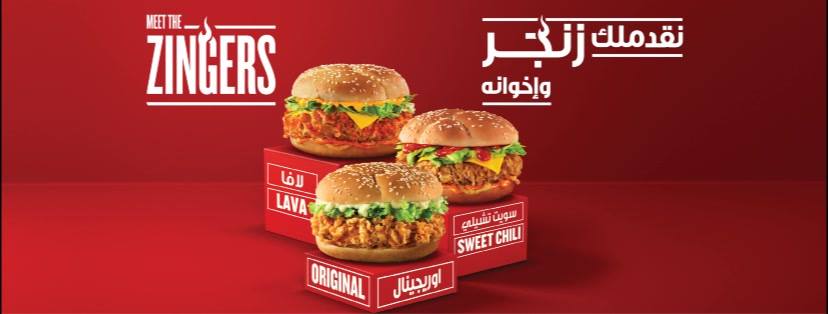 MEET THE
ZINGERS
نقدملك زنجر
وإخوانه
لافا
LAVA
سويت تشيلي
SWEET CHILI
ORIGINAL
اوريجينال